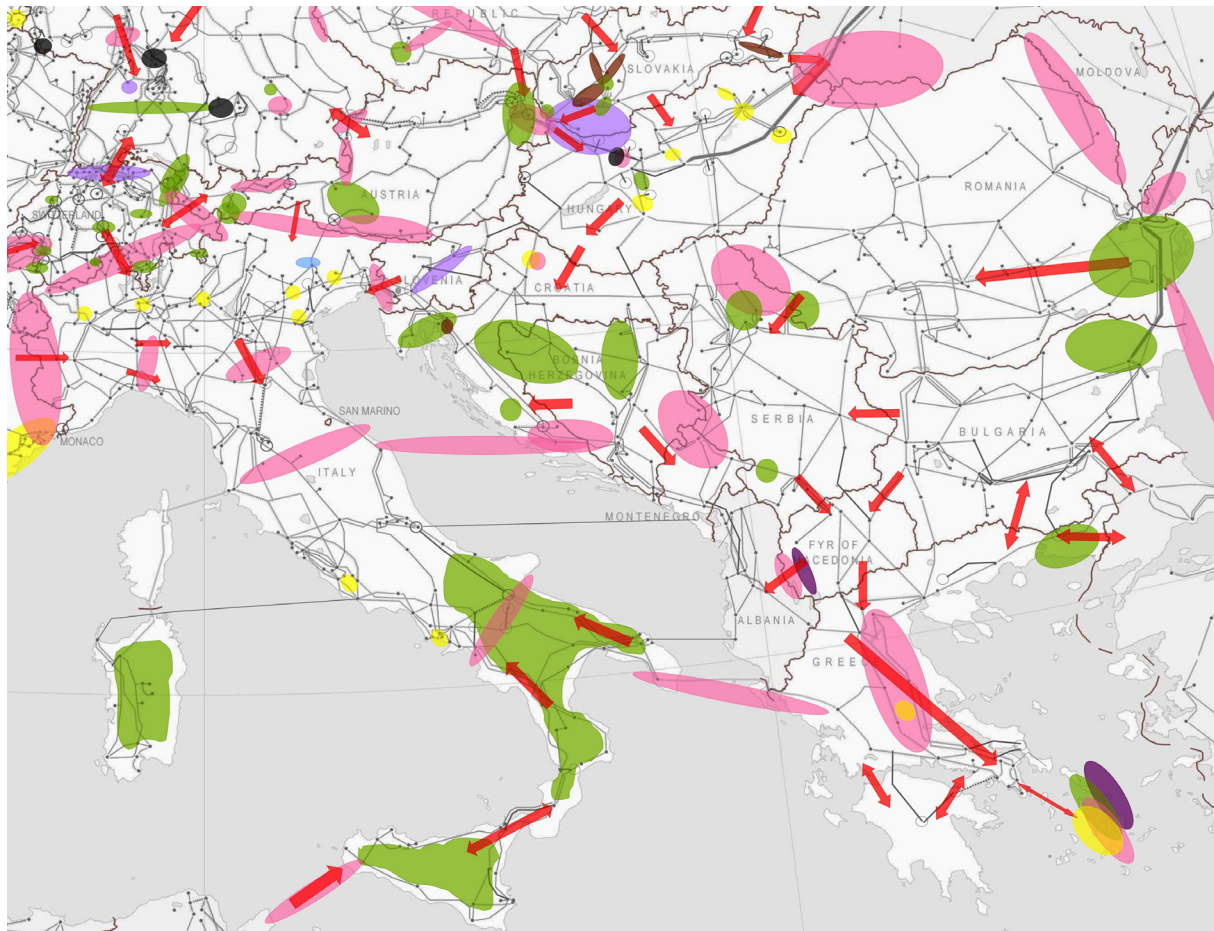 REPUBLIC
SLOVAKIA
MOLDOVA
AUSTRIA
ROMANIA
HUNGARY
SWITZERLAND
SLOVENIA
CROATIA
BOSNIA
HERZEGOVINA
SAN MARINO
SERBIA
BULGARIA
MONACO
ITALY
MONTENEGRO
FYR OF
MACEDONIA
ALBANIA
GREECE